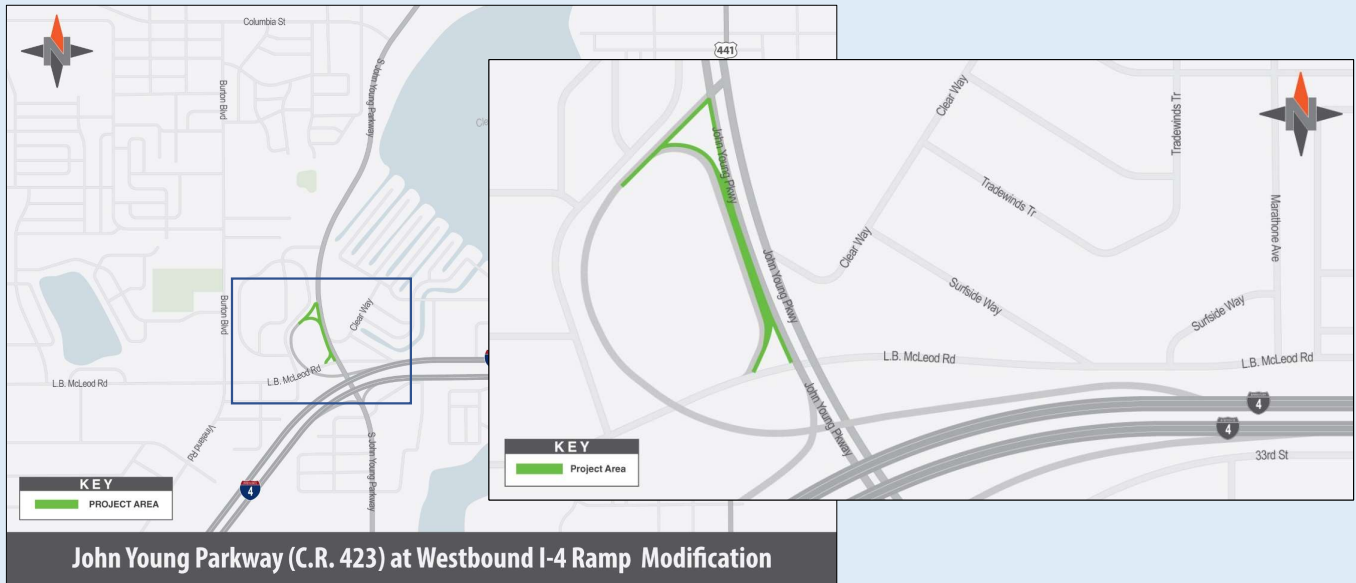 Columbia St
N
S John Young Parkway
Burton Blvd
Clear Way
Burton Blvd
L.B. McLeod Rd
L.B. McLeod Rd
Vineland Rd
S John Young Parkway
4
KEY
PROJECT AREA
John Young Parkway (C.R. 423) at Westbound I-4 Ramp Modification
441
N
Clear Way
Tradewinds Tr
John Young Pkwy
Tradewinds Tr
Marathone Ave
Clear Way
John Young Pkwy
Surfside Way
Surfside Way
L.B. McLeod Rd
L.B. McLeod Rd
John Young Pkwy
4
4
33rd St
KEY
Project Area